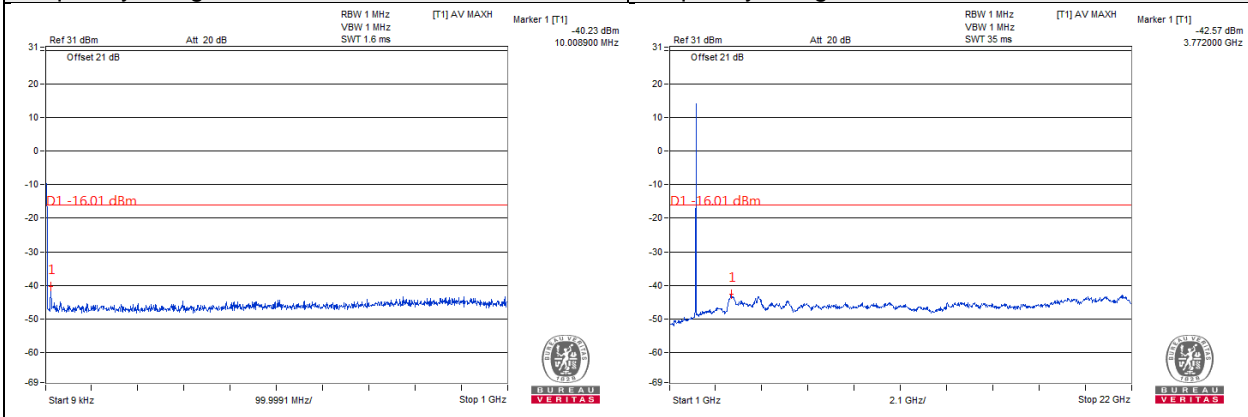 RBW 1 MHz [T1] AV MAXH Marker 1 [T1]
VBW 1 MHz -40.23 dBm
Ref 31 dBm Att 20 dB SWT 1.6 ms 10.008900 MHz
31
Offset 21 dB
20
10
0
-10
D1 -16.01 dBm
-20
-30
1
-40
-50
-60
-69
Start 9 kHz 99.9991 MHz/ Stop 1 GHz
BUREAU VERITAS
1828
BUREAU
VERITAS
RBW 1 MHz [T1] AV MAXH Marker 1 [T1]
VBW 1 MHz -42.57 dBm
Ref 31 dBm Att 20 dB SWT 35 ms 3.772000 GHz
31
Offset 21 dB
20
10
0
-10
D1 -16.01 dBm
-20
-30
1
-40
-50
-60
-69
Start 1 GHz 2.1 GHz/ Stop 22 GHz
BUREAU VERITAS
1828
BUREAU
VERITAS